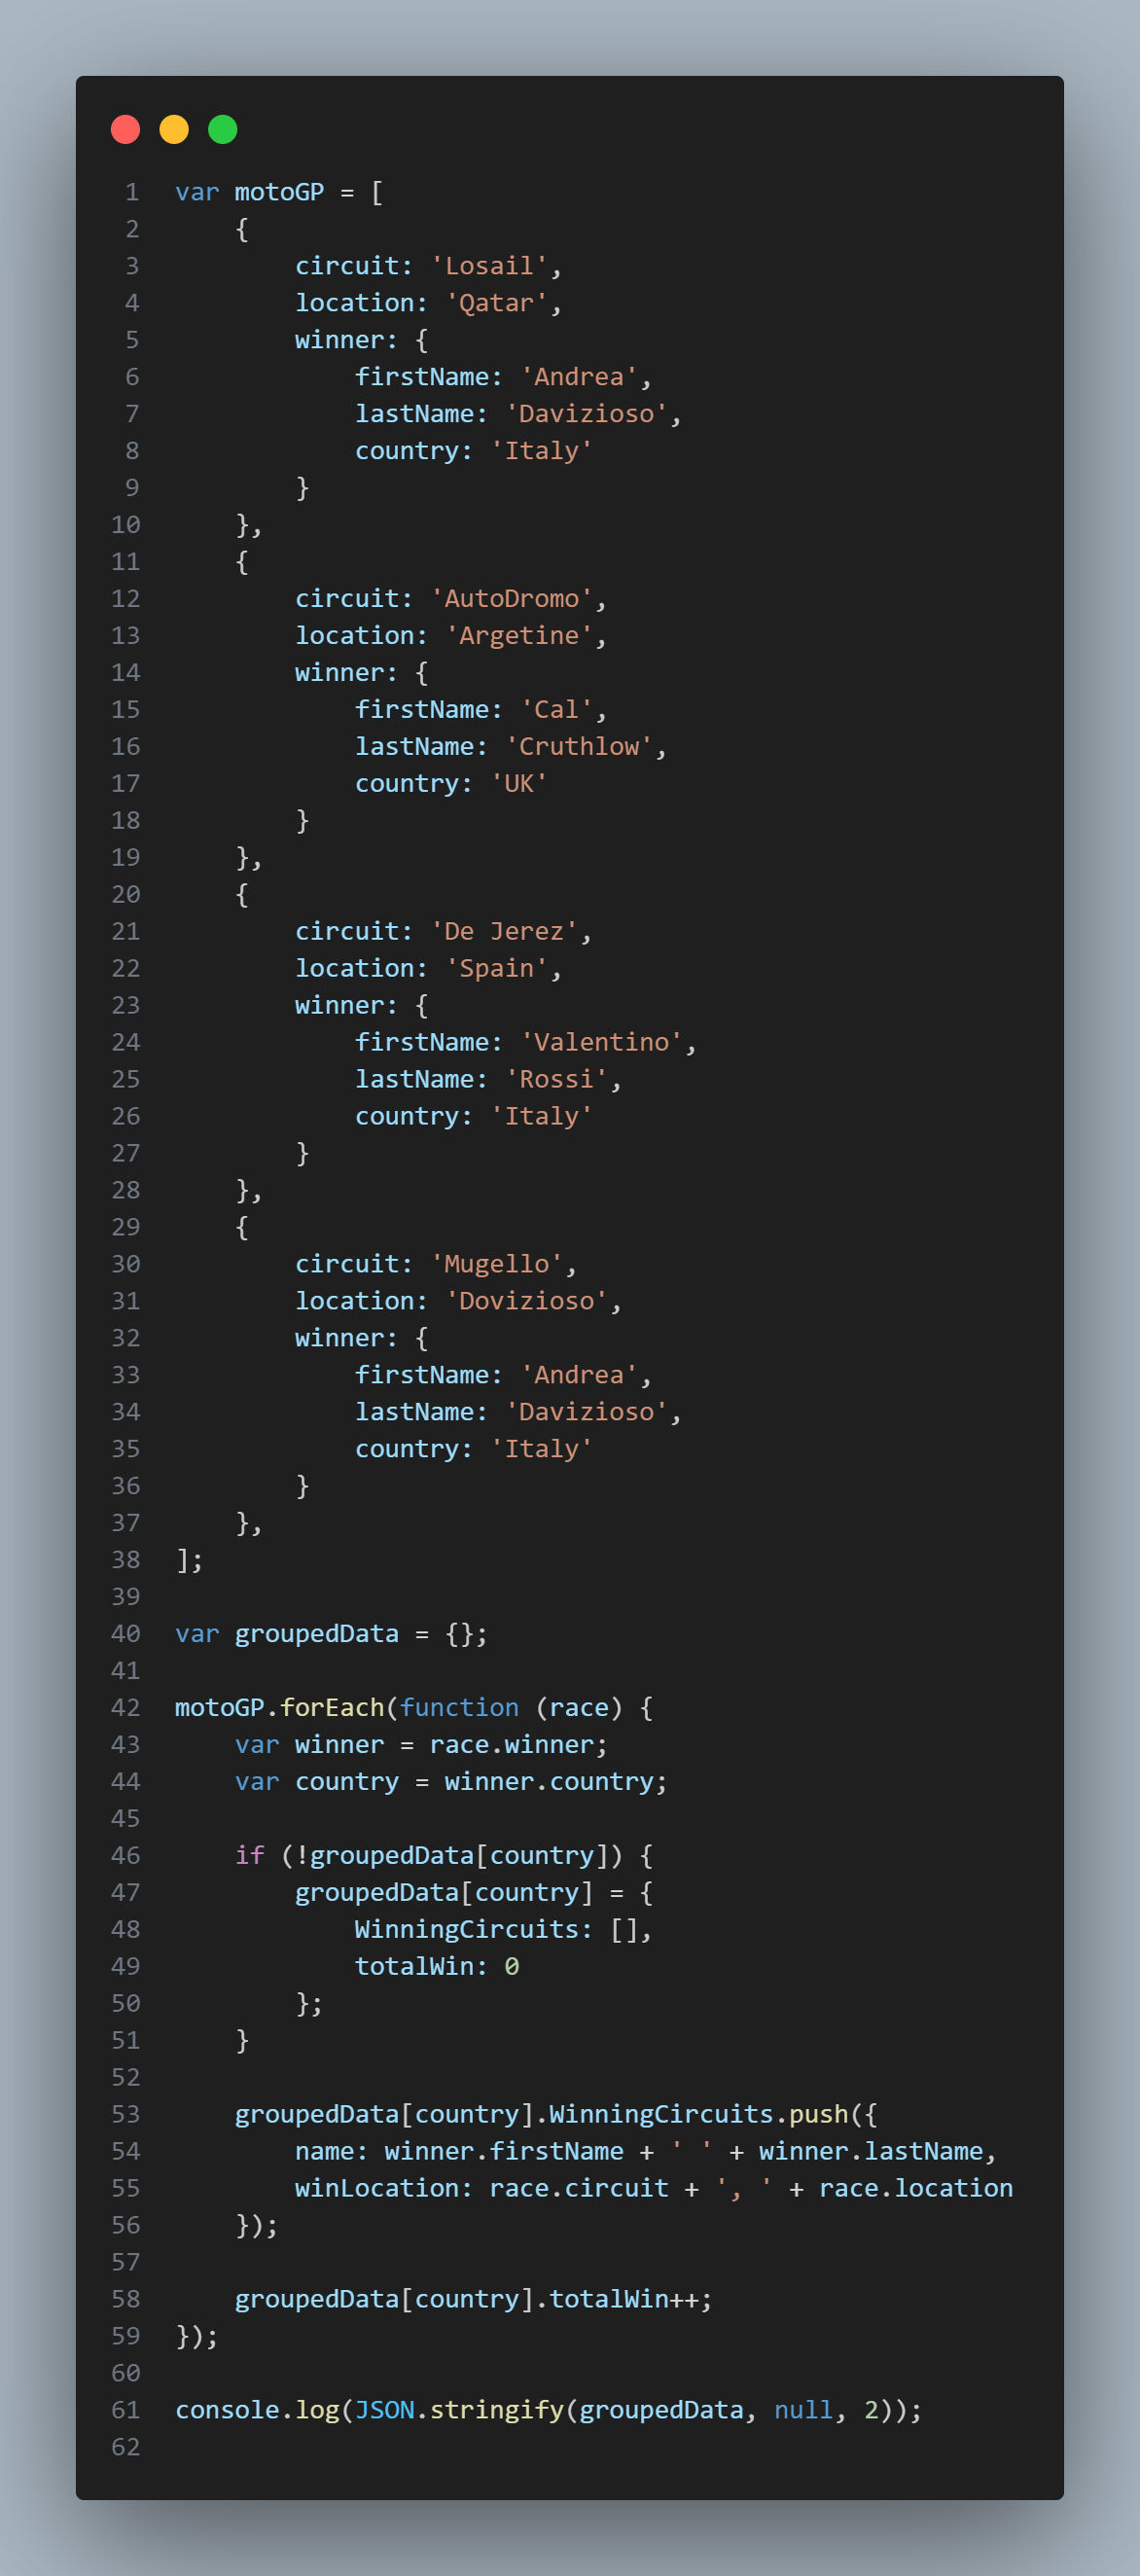 1 var motoGP = [
2     {
3         circuit: 'Losail',
4         location: 'Qatar',
5         winner: {
6             firstName: 'Andrea',
7             lastName: 'Davizioso',
8             country: 'Italy'
9         }
10     },
11     {
12         circuit: 'AutoDromo',
13         location: 'Argetine',
14         winner: {
15             firstName: 'Cal',
16             lastName: 'Cruthlow',
17             country: 'UK'
18         }
19     },
20     {
21         circuit: 'De Jerez',
22         location: 'Spain',
23         winner: {
24             firstName: 'Valentino',
25             lastName: 'Rossi',
26             country: 'Italy'
27         }
28     },
29     {
30         circuit: 'Mugello',
31         location: 'Dovizioso',
32         winner: {
33             firstName: 'Andrea',
34             lastName: 'Davizioso',
35             country: 'Italy'
36         }
37     },
38 ];
39
40 var groupedData = {};
41
42 motoGP.forEach(function (race) {
43     var winner = race.winner;
44     var country = winner.country;
45
46     if (!groupedData[country]) {
47         groupedData[country] = {
48             WinningCircuits: [],
49             totalWin: 0
50         };
51     }
52
53     groupedData[country].WinningCircuits.push({
54         name: winner.firstName + ' ' + winner.lastName,
55         winLocation: race.circuit + ', ' + race.location
56     });
57
58     groupedData[country].totalWin++;
59 });
60
61 console.log(JSON.stringify(groupedData, null, 2));
62